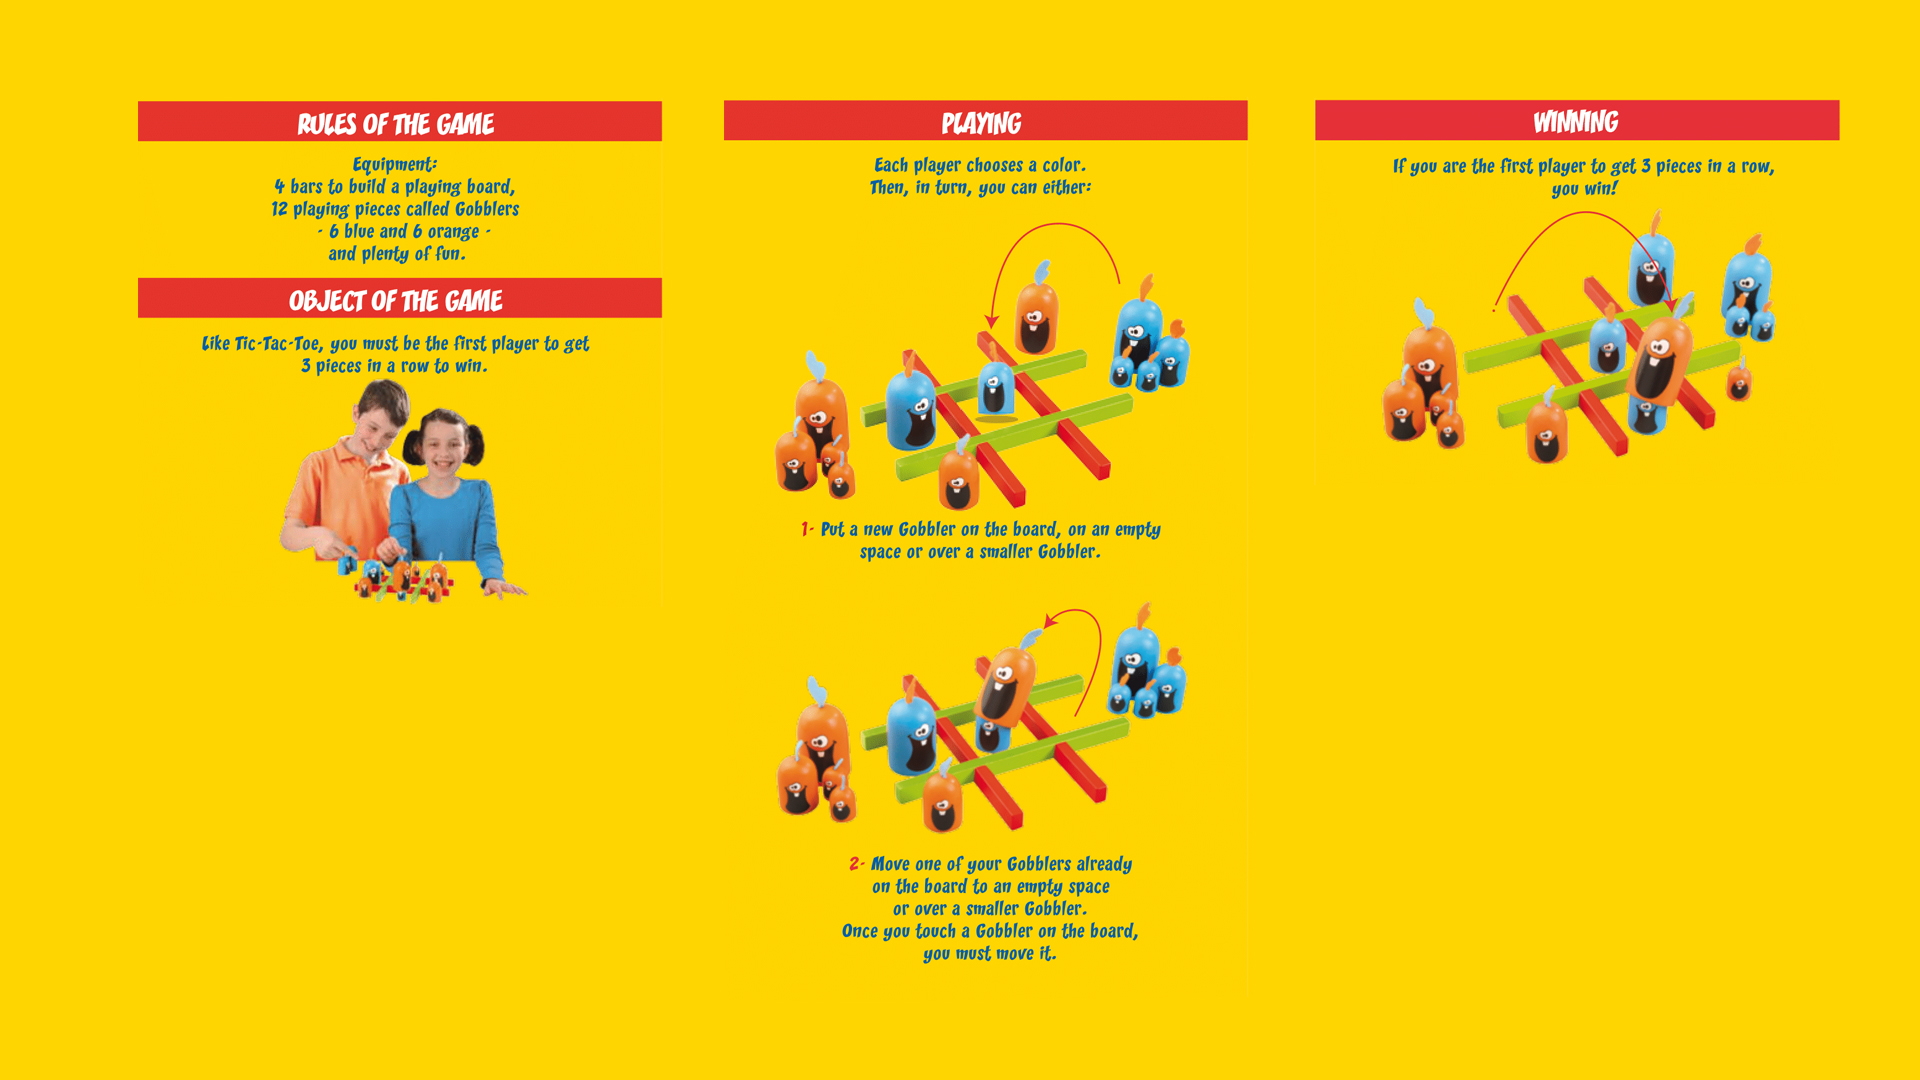 RULES OF THE GAME
Equipment:
4 bars to build a playing board,
12 playing pieces called Gobblers
- 6 blue and 6 orange -
and plenty of fun.
OBJECT OF THE GAME
Like Tic-Tac-Toe, you must be the first player to get
3 pieces in a row to win.
PLAYING
Each player chooses a color.
Then, in turn, you can either:
1- Put a new Gobbler on the board, on an empty
space or over a smaller Gobbler.
2- Move one of your Gobblers already
on the board to an empty space
or over a smaller Gobbler.
Once you touch a Gobbler on the board,
you must move it.
WINNING
If you are the first player to get 3 pieces in a row,
you win!